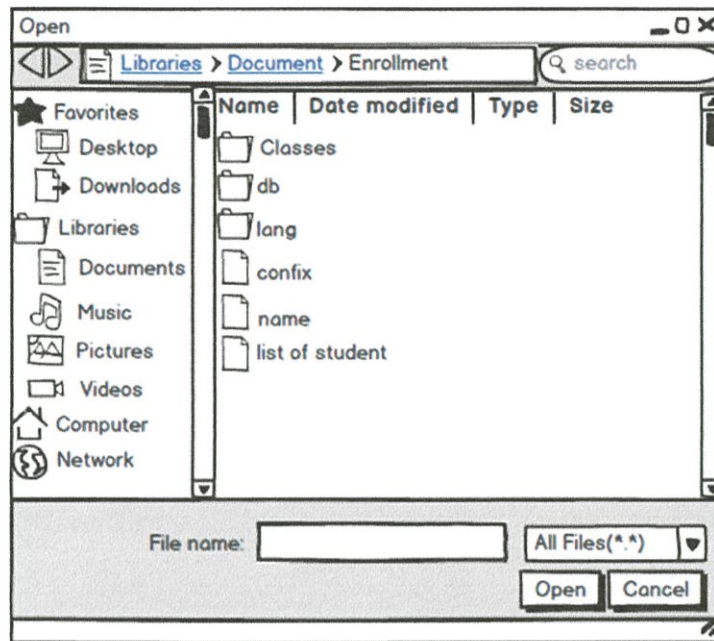 Open
Libraries > Document > Enrollment
search
Favorites
Desktop
Downloads
Libraries
Documents
Music
Pictures
Videos
Computer
Network
Name Date modified Type Size
Classes
db
lang
confix
name
list of student
File name:
All Files(*.*)
Open Cancel